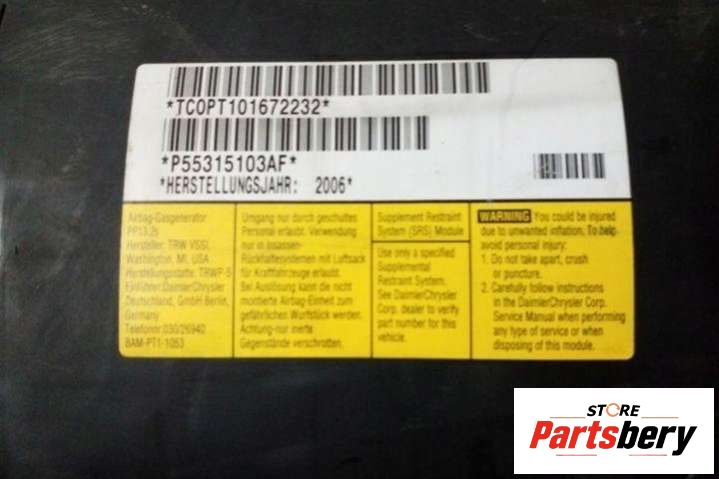 *TC0PT101672232*
*P55315103AF*
*HERSTELLUNGSJAHR: 2006*
Airbag-Gasgenerator
PP13.2s
Hersteller: TRW VSSI,
Washington, MI, USA
Herstellungsstatte: TRWP-5
Einführer:DaimlerChrysler
Deutschland, GmbH Berlin,
Germany
Telefonnr:030/26940
BAM-PT1-1053
Umgang nur durch geschultes
Personal erlaubt. Verwendung
nur in Insassen-
Rückhaltesystemen mit Luftsack
für Kraftfahrzeuge erlaubt.
Bei Auslösung kann die nicht
montierte Airbag-Einheit zum
gefährlichen Wurfstück werden.
Achtung-nur inerte
Gegenstände verschrotten.
Supplement Restraint
System (SRS) Module
Use only a specified
Supplemental
Restraint System.
See DaimlerChrysler
Corp. dealer to verify
part number for this
vehicle.
WARNING You could be injured
due to unwanted inflation. To help
avoid personal injury:
1. Do not take apart, crush
or puncture.
2. Carefully follow instructions
in the DaimlerChrysler Corp.
Service Manual when performing
any type of service or when
disposing of this module.
STORE
Partsbery